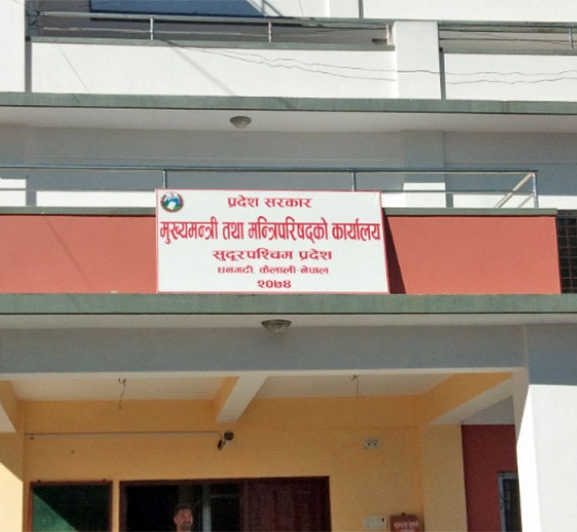 प्रदेश सरकार
मुख्यमन्त्री तथा मन्त्रिपरिषद्को कार्यालय
सुदूरपश्चिम प्रदेश
धनगढी, कैलाली-नेपाल
२०७४